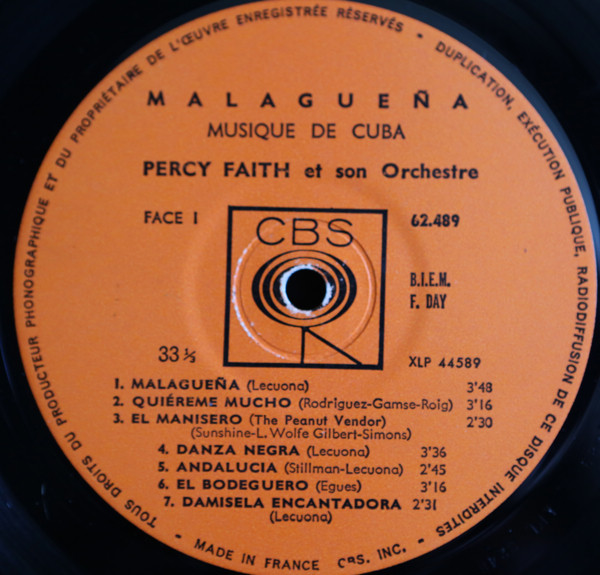 TOUS DROITS DU PRODUCTEUR PHONOGRAPHIQUE ET DU PROPRIÉTAIRE DE L'ŒUVRE ENREGISTRÉE RÉSERVÉS - DUPLICATION, EXÉCUTION PUBLIQUE, RADIODIFFUSION DE CE DISQUE INTERDITES -
MALAGUEÑA
MUSIQUE DE CUBA
PERCY FAITH et son Orchestre
FACE 1
CBS
62.489
B.I.E.M.
F. DAY
33 ⅓
XLP 44589
1. MALAGUEÑA (Lecuona) 3'48
2. QUIÉREME MUCHO (Rodriguez-Gamse-Roig) 3'16
3. EL MANISERO (The Peanut Vendor) 2'30
(Sunshine-L. Wolfe Gilbert-Simons)
4. DANZA NEGRA (Lecuona) 3'36
5. ANDALUCIA (Stillman-Lecuona) 2'45
6. EL BODEGUERO (Egues) 3'16
7. DAMISELA ENCANTADORA 2'31
(Lecuona)
- MADE IN FRANCE CBS. INC. -